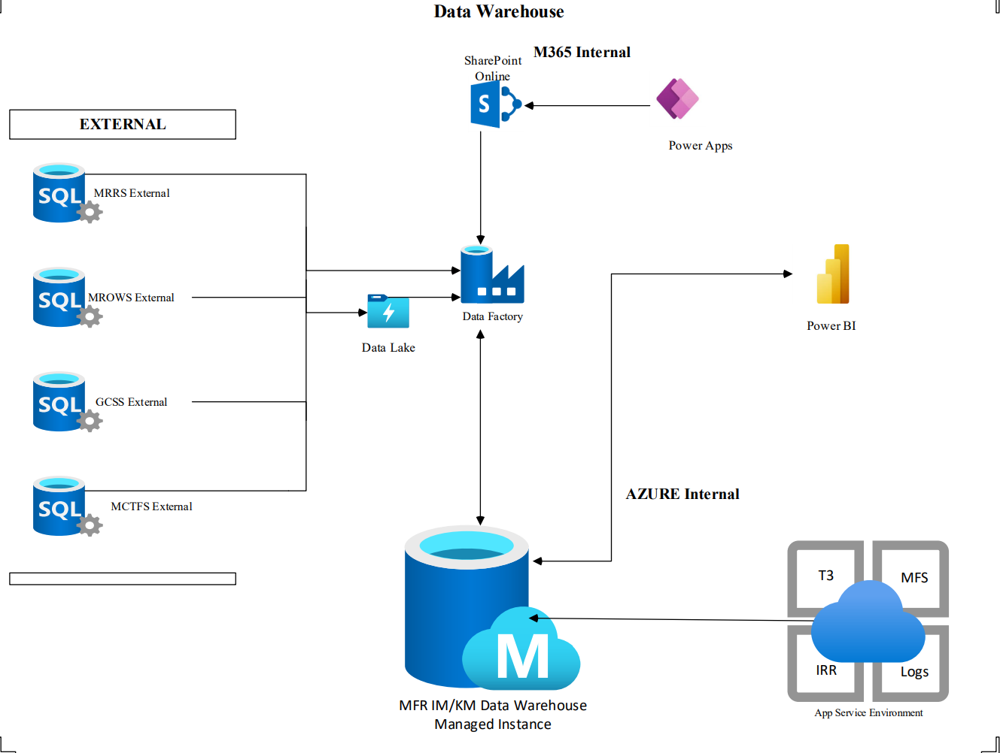 Data Warehouse
M365 Internal
SharePoint
Online
S
Power Apps
EXTERNAL
SQL
MRRS External
SQL
MROWS External
SQL
GCSS External
SQL
MCTFS External
Data Factory
Data Lake
Power BI
AZURE Internal
M
MFR IM/KM Data Warehouse
Managed Instance
T3
MFS
IRR
Logs
App Service Environment